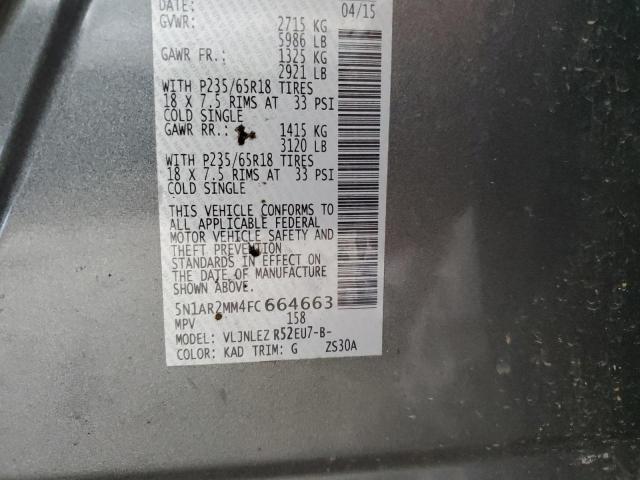 DATE: 04/15
GVWR: 2715 KG
5986 LB
GAWR FR.: 1325 KG
2921 LB
WITH P235/65R18 TIRES
18 X 7.5 RIMS AT 33 PSI
COLD SINGLE
GAWR RR.: 1415 KG
3120 LB
WITH P235/65R18 TIRES
18 X 7.5 RIMS AT 33 PSI
COLD SINGLE
THIS VEHICLE CONFORMS TO
ALL APPLICABLE FEDERAL
MOTOR VEHICLE SAFETY AND
THEFT PREVENTION
STANDARDS IN EFFECT ON
THE DATE OF MANUFACTURE
SHOWN ABOVE.
5N1AR2MM4FC664663
MPV 158
MODEL: VLJNLEZ R52EU7-B-
COLOR: KAD TRIM: G ZS30A